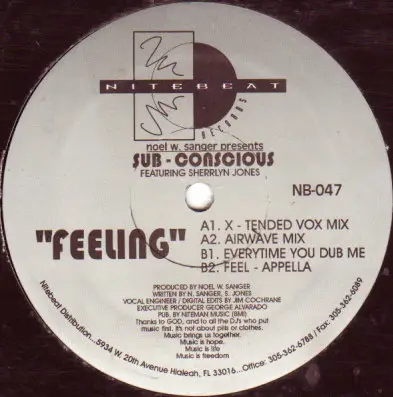 NITEBEAT
RECORDS
noel w. sanger presents
SUB - CONSCIOUS
FEATURING SHERRLYN JONES
NB-047
"FEELING"
A1. X - TENDED VOX MIX
A2. AIRWAVE MIX
B1. EVERYTIME YOU DUB ME
B2. FEEL - APPELLA
PRODUCED BY NOEL W. SANGER
WRITTEN BY N. SANGER, S. JONES
VOCAL ENGINEER / DIGITAL EDITS BY JIM COCHRANE
EXECUTIVE PRODUCER GEORGE ALVARADO
PUB. BY NITEMAN MUSIC (BMI)
Thanks to GOD, and to all the DJ's who put
music first. It's not about pills or clothes.
Music brings us together.
Music is hope.
Music is life
Music is freedom
Nitebeat Distribution...5934 W. 20th Avenue Hialeah, FL 33016...Office: 305-362-6788 / Fax: 305-362-5089